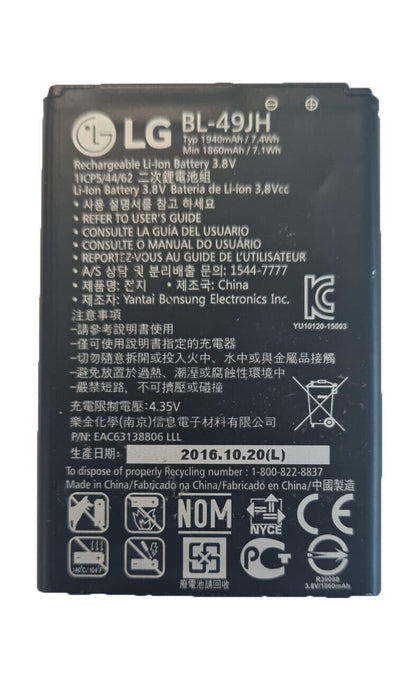 LG BL-49JH
Typ 1940mAh / 7.4Wh
Min 1860mAh / 7.1Wh
Rechargeable Li-Ion Battery 3.8V
1ICP5/44/62 二次鋰電池組
Li-Ion Battery 3.8V Bateria de Li-Ion 3,8Vcc
- 사용 설명서를 참고 하세요
- REFER TO USER'S GUIDE
- CONSULTE LA GUÍA DEL USUARIO
- CONSULTE O MANUAL DO USUÁRIO
- REPORTEZ-VOUS AU GUIDE DE L'UTILISATEUR
- A/S 상담 및 분리배출 상담: 1544-7777
- 제품명: 전지 - 제조국: China
- 제조자: Yantai Bonsung Electronics Inc.
YU10120-15003
注意事項
-請參考說明書使用
-僅可使用說明書指定的充電器
-切勿隨意拆開或投入火中、水中或與金屬品接觸
-避免放置於過熱、潮溼或腐蝕性環境中
-嚴禁短路、不可擠壓或碰撞
充電限制電壓: 4.35V
樂金化學(南京)信息電子材料有限公司
P/N: EAC63138806 LLL
生產日期: 2016.10.20(L)
To dispose of properly Recycling number : 1-800-822-8837
Made in China/Fabricado na China/Fabricado en China/中國製造
NOM
NYCE
CE
60°C / 140°F
廢電池請回收
R39088
3.8V/1860mAh